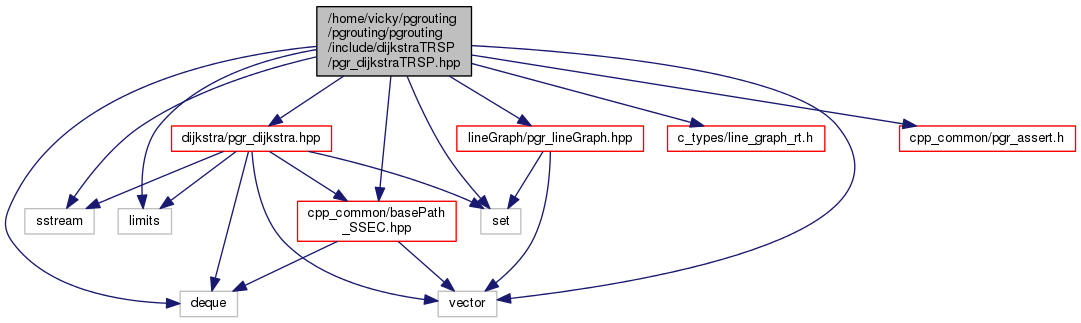 /home/vicky/pgrouting
/pgrouting/pgrouting
/include/dijkstraTRSP
/pgr_dijkstraTRSP.hpp
dijkstra/pgr_dijkstra.hpp
lineGraph/pgr_lineGraph.hpp
c_types/line_graph_rt.h
cpp_common/pgr_assert.h
sstream
limits
cpp_common/basePath
_SSEC.hpp
set
deque
vector